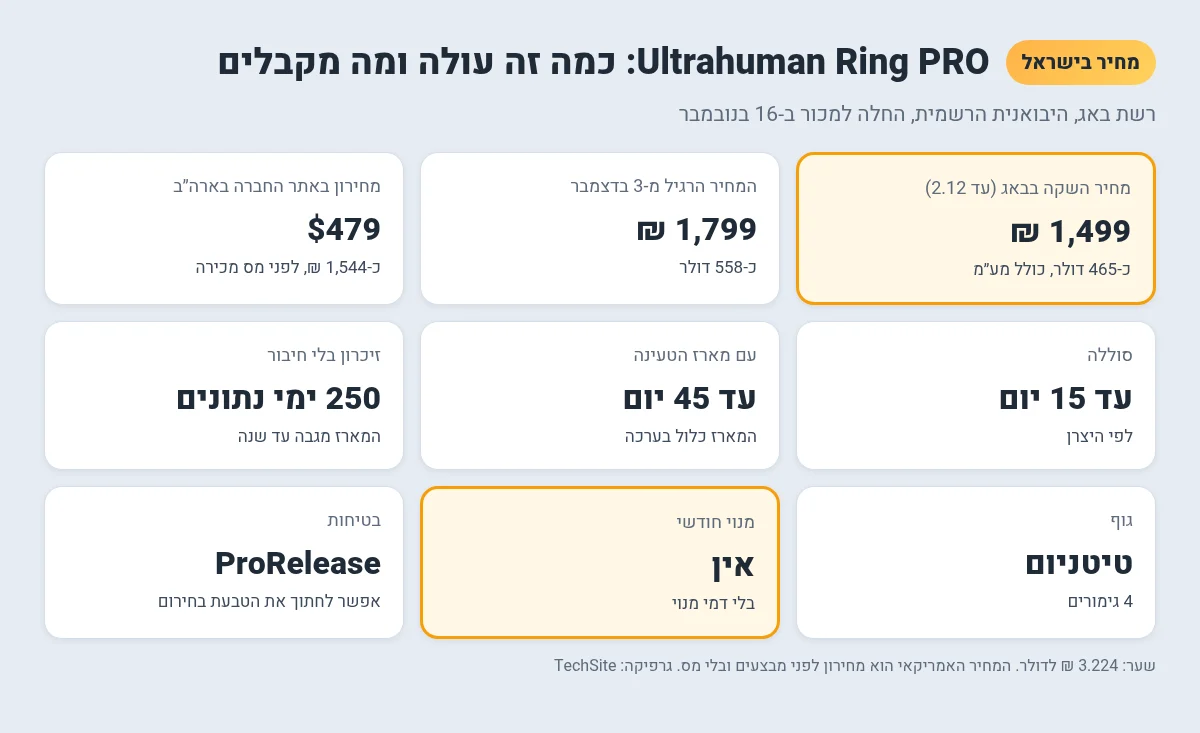 מחיר בישראל
Ultrahuman Ring PRO: כמה זה עולה ומה מקבלים
רשת באג, היבואנית הרשמית, החלה למכור ב-16 בנובמבר
מחיר השקה בבאג (עד 2.12)
1,499 ₪
כ-465 דולר, כולל מע״מ
המחיר הרגיל מ-3 בדצמבר
1,799 ₪
כ-558 דולר
מחירון באתר החברה בארה״ב
$479
כ-1,544 ₪, לפני מס מכירה
סוללה
עד 15 יום
לפי היצרן
עם מארז הטעינה
עד 45 יום
המארז כלול בערכה
זיכרון בלי חיבור
250 ימי נתונים
המארז מגבה עד שנה
גוף
טיטניום
4 גימורים
מנוי חודשי
אין
בלי דמי מנוי
בטיחות
ProRelease
אפשר לחתוך את הטבעת בחירום
שער: 3.224 ₪ לדולר. המחיר האמריקאי הוא מחירון לפני מבצעים ובלי מס. גרפיקה: TechSite